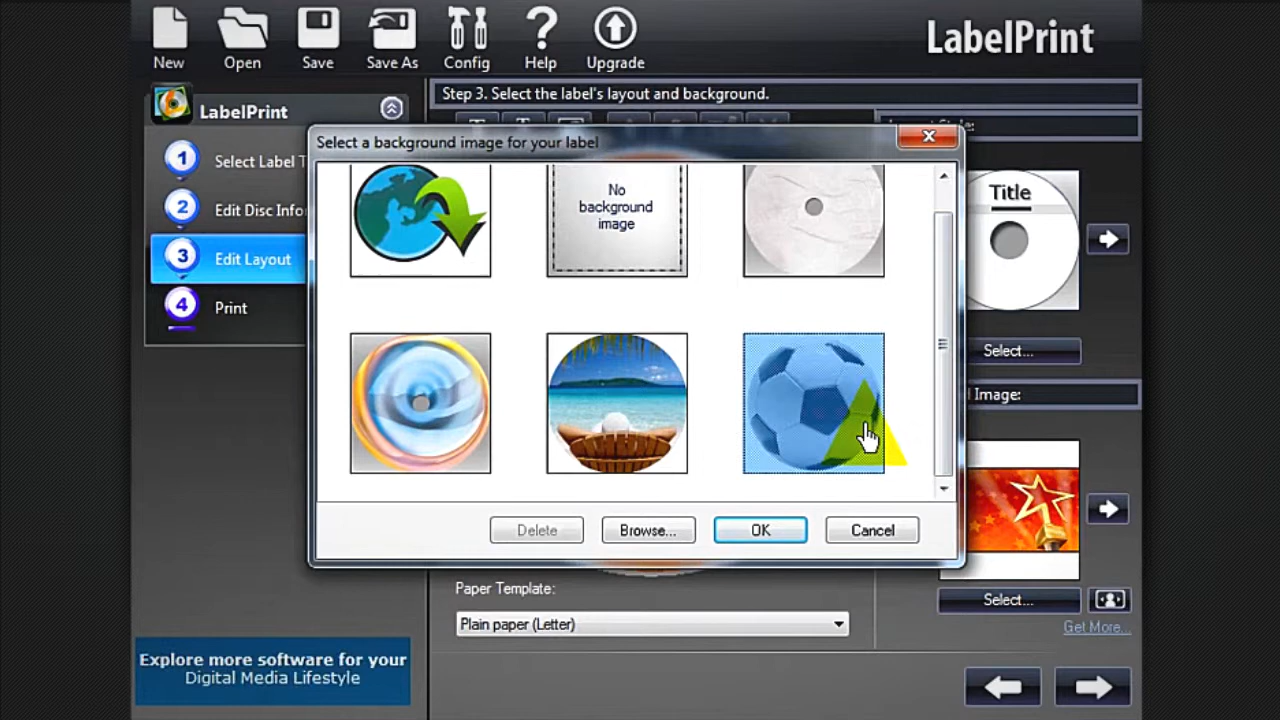 New
Open
Save
Save As
Config
Help
Upgrade
LabelPrint
LabelPrint
Step 3. Select the label's layout and background.
Select a background image for your label
1
Select Label T
2
Edit Disc Info
3
Edit Layout
4
Print
No
background
image
Title
Select...
Image:
Delete
Browse...
OK
Cancel
Paper Template:
Plain paper (Letter)
Select...
Get More...
Explore more software for your
Digital Media Lifestyle